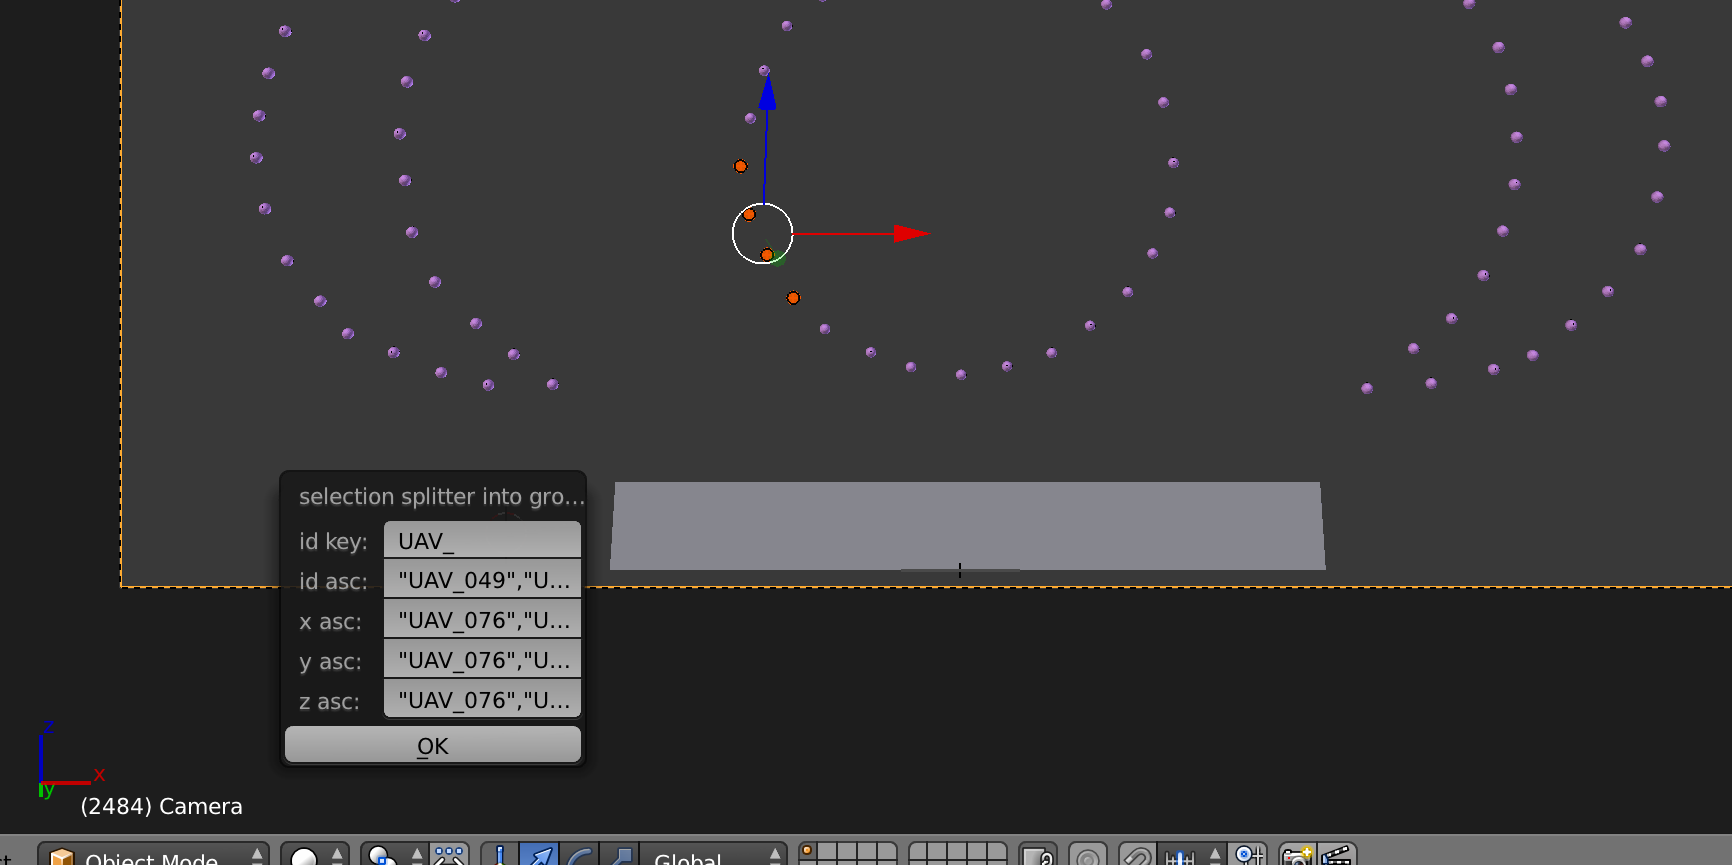 selection splitter into gro...
id key: UAV_
id asc: "UAV_049","U...
x asc: "UAV_076","U...
y asc: "UAV_076","U...
z asc: "UAV_076","U...
OK
z
x
y
(2484) Camera
Object Mode
Global